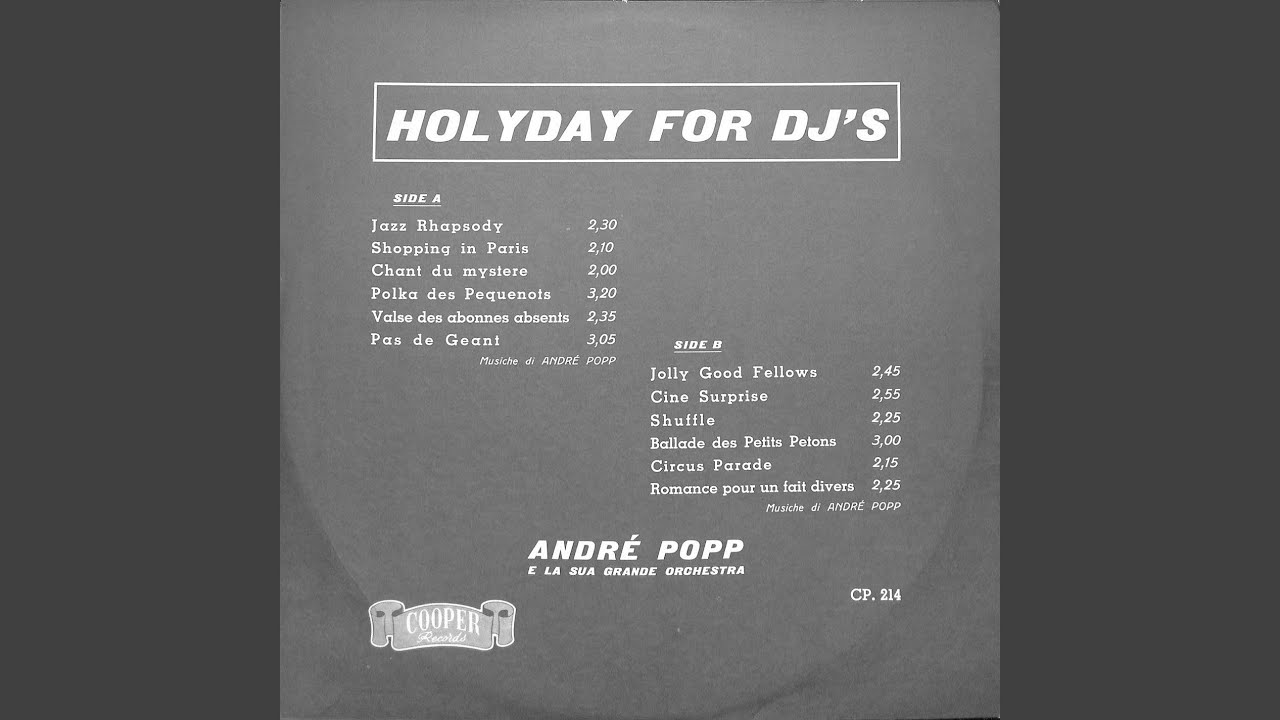 HOLYDAY FOR DJ'S
SIDE A
Jazz Rhapsody 2,30
Shopping in Paris 2,10
Chant du mystere 2,00
Polka des Pequenots 3,20
Valse des abonnes absents 2,35
Pas de Geant 3,05
Musiche di ANDRÉ POPP
SIDE B
Jolly Good Fellows 2,45
Cine Surprise 2,55
Shuffle 2,25
Ballade des Petits Petons 3,00
Circus Parade 2,15
Romance pour un fait divers 2,25
Musiche di ANDRÉ POPP
ANDRÉ POPP
E LA SUA GRANDE ORCHESTRA
CP. 214
COOPER
Records